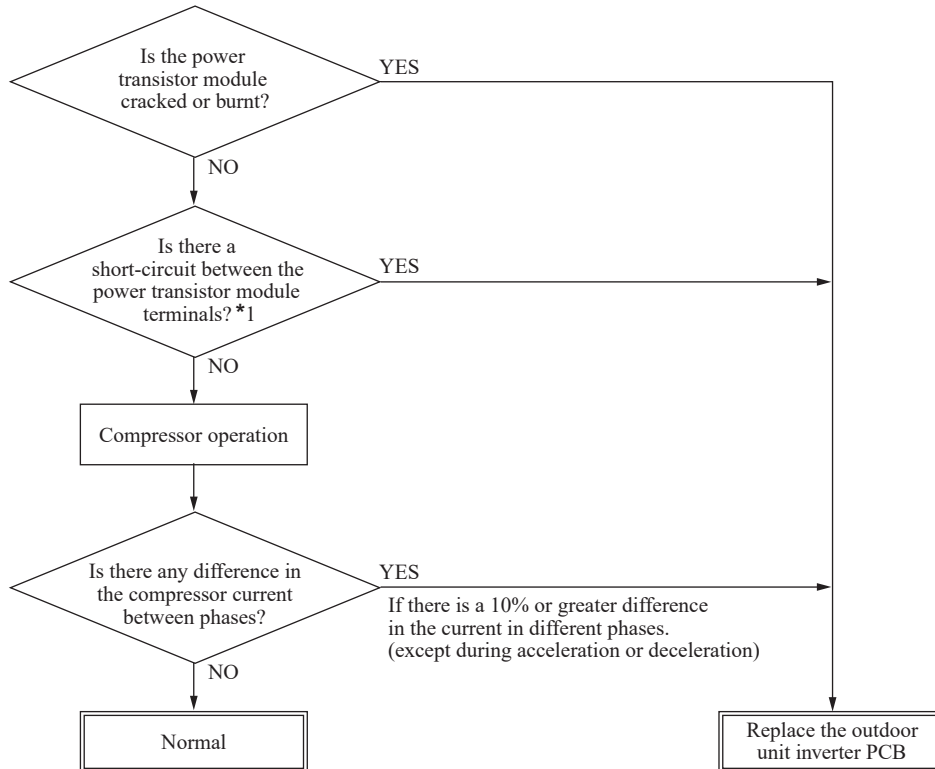 Is the power
transistor module
cracked or burnt?
YES
NO
Is there a
short-circuit between the
power transistor module
terminals? *1
YES
NO
Compressor operation
Is there any difference in
the compressor current
between phases?
YES
If there is a 10% or greater difference
in the current in different phases.
(except during acceleration or deceleration)
NO
Normal
Replace the outdoor
unit inverter PCB